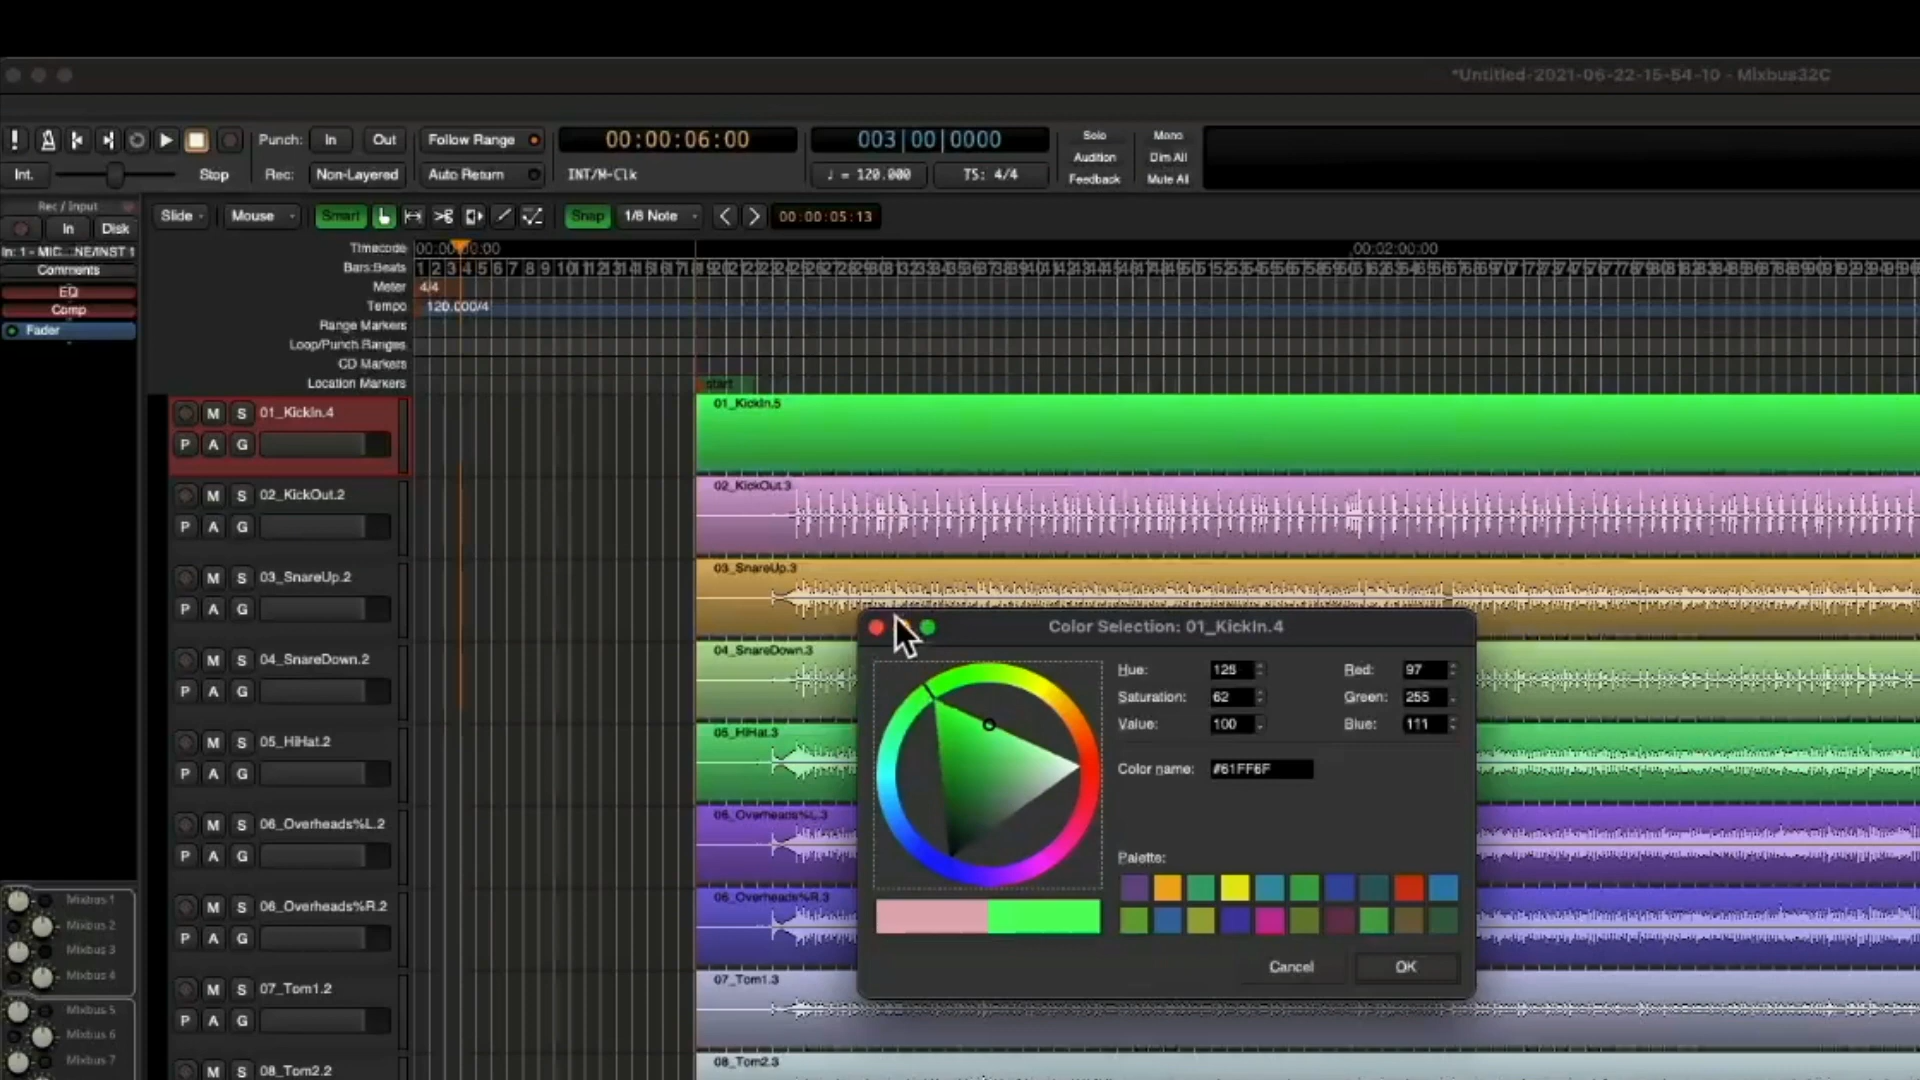 *Untitled-2021-06-22-15-54-10 - Mixbus32C
Punch: In Out Follow Range 00:00:06:00 003|00|0000 Solo Mono
Audition Dim All
Int. Stop Rec: Non-Layered Auto Return INT/M-Clk ♩ = 120.000 TS: 4/4 Feedback Mute All
Rec / Input
In Disk
In: 1 - MIC...NE/INST 1
Comments
EQ
Comp
Fader
Slide Mouse Smart Snap 1/8 Note 00:00:05:13
Timecode 00:02:00:00
Bars:Beats
Meter 4/4
Tempo 120.000/4
Range Markers
Loop/Punch Ranges
CD Markers
Location Markers start
M S 01_KickIn.4 01_KickIn.5
P A G
M S 02_KickOut.2 02_KickOut.3
P A G
M S 03_SnareUp.2 03_SnareUp.3
P A G
M S 04_SnareDown.2 04_SnareDown.3
P A G
M S 05_HiHat.2 05_HiHat.3
P A G
M S 06_Overheads%L.2 06_Overheads%L.3
P A G
M S 06_Overheads%R.2 06_Overheads%R.3
P A G
M S 07_Tom1.2 07_Tom1.3
P A G
M S 08_Tom2.2 08_Tom2.3
Color Selection: 01_KickIn.4
Hue: 125 Red: 97
Saturation: 62 Green: 255
Value: 100 Blue: 111
Color name: #61FF6F
Palette:
Cancel OK
Mixbus 1
Mixbus 2
Mixbus 3
Mixbus 4
Mixbus 5
Mixbus 6
Mixbus 7